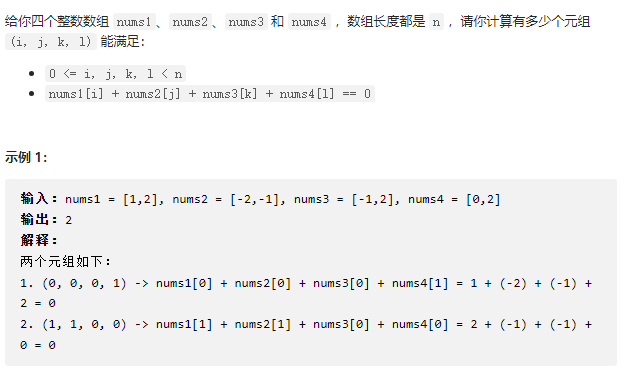 给你四个整数数组 nums1、nums2、nums3 和 nums4 ，数组长度都是 n ，请你计算有多少个元组
(i, j, k, l) 能满足：
0 <= i, j, k, l < n
nums1[i] + nums2[j] + nums3[k] + nums4[l] == 0
示例 1：
输入：nums1 = [1,2], nums2 = [-2,-1], nums3 = [-1,2], nums4 = [0,2]
输出：2
解释：
两个元组如下：
1. (0, 0, 0, 1) -> nums1[0] + nums2[0] + nums3[0] + nums4[1] = 1 + (-2) + (-1) +
2 = 0
2. (1, 1, 0, 0) -> nums1[1] + nums2[1] + nums3[0] + nums4[0] = 2 + (-1) + (-1) +
0 = 0